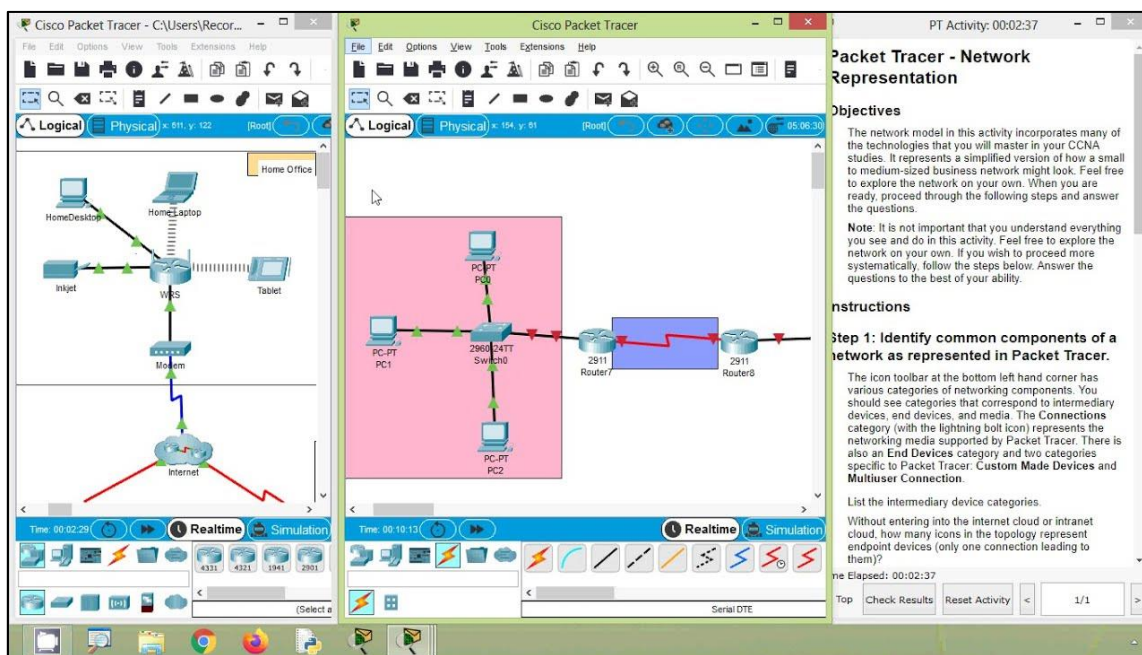 Cisco Packet Tracer - C:\Users\Recor...
File Edit Options View Tools Extensions Help
Logical Physical x: 611, y: 122 [Root]
Home Office
HomeDesktop
Home Laptop
Inkjet
WRS
Tablet
Modem
Internet
Time: 00:02:29 Realtime Simulation
4331 4321 1941 2901
(Select a
Cisco Packet Tracer
File Edit Options View Tools Extensions Help
Logical Physical x: 154, y: 61 [Root] 05:06:30
PC-PT
PC0
PC-PT
PC1
2960-24TT
Switch0
2911
Router7
2911
Router8
PC-PT
PC2
Time: 00:10:13 Realtime Simulation
Serial DTE
PT Activity: 00:02:37
Packet Tracer - Network
Representation
Objectives
The network model in this activity incorporates many of
the technologies that you will master in your CCNA
studies. It represents a simplified version of how a small
to medium-sized business network might look. Feel free
to explore the network on your own. When you are
ready, proceed through the following steps and answer
the questions.
Note: It is not important that you understand everything
you see and do in this activity. Feel free to explore the
network on your own. If you wish to proceed more
systematically, follow the steps below. Answer the
questions to the best of your ability.
nstructions
Step 1: Identify common components of a
network as represented in Packet Tracer.
The icon toolbar at the bottom left hand corner has
various categories of networking components. You
should see categories that correspond to intermediary
devices, end devices, and media. The Connections
category (with the lightning bolt icon) represents the
networking media supported by Packet Tracer. There is
also an End Devices category and two categories
specific to Packet Tracer: Custom Made Devices and
Multiuser Connection.
List the intermediary device categories.
Without entering into the internet cloud or intranet
cloud, how many icons in the topology represent
endpoint devices (only one connection leading to
them)?
me Elapsed: 00:02:37
Top Check Results Reset Activity < 1/1 >